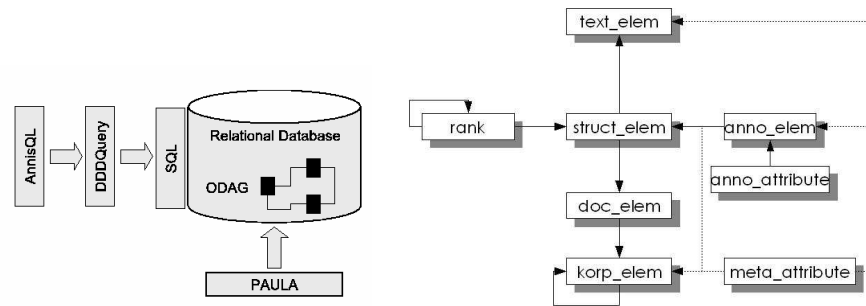 AnnisQL
DDDQuery
SQL
Relational Database
ODAG
PAULA
text_elem
rank
struct_elem
anno_elem
anno_attribute
doc_elem
korp_elem
meta_attribute